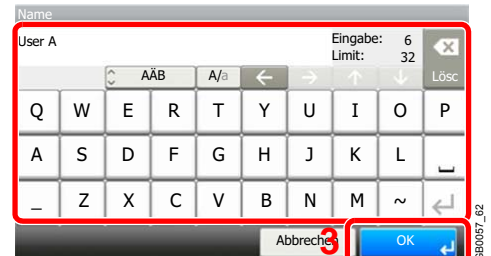 Name
User A
Eingabe: 6
Limit: 32
AÄB A/a Lösc
Q W E R T Y U I O P
A S D F G H J K L
_ Z X C V B N M ~
Abbrechen 3 OK
GB0057_62